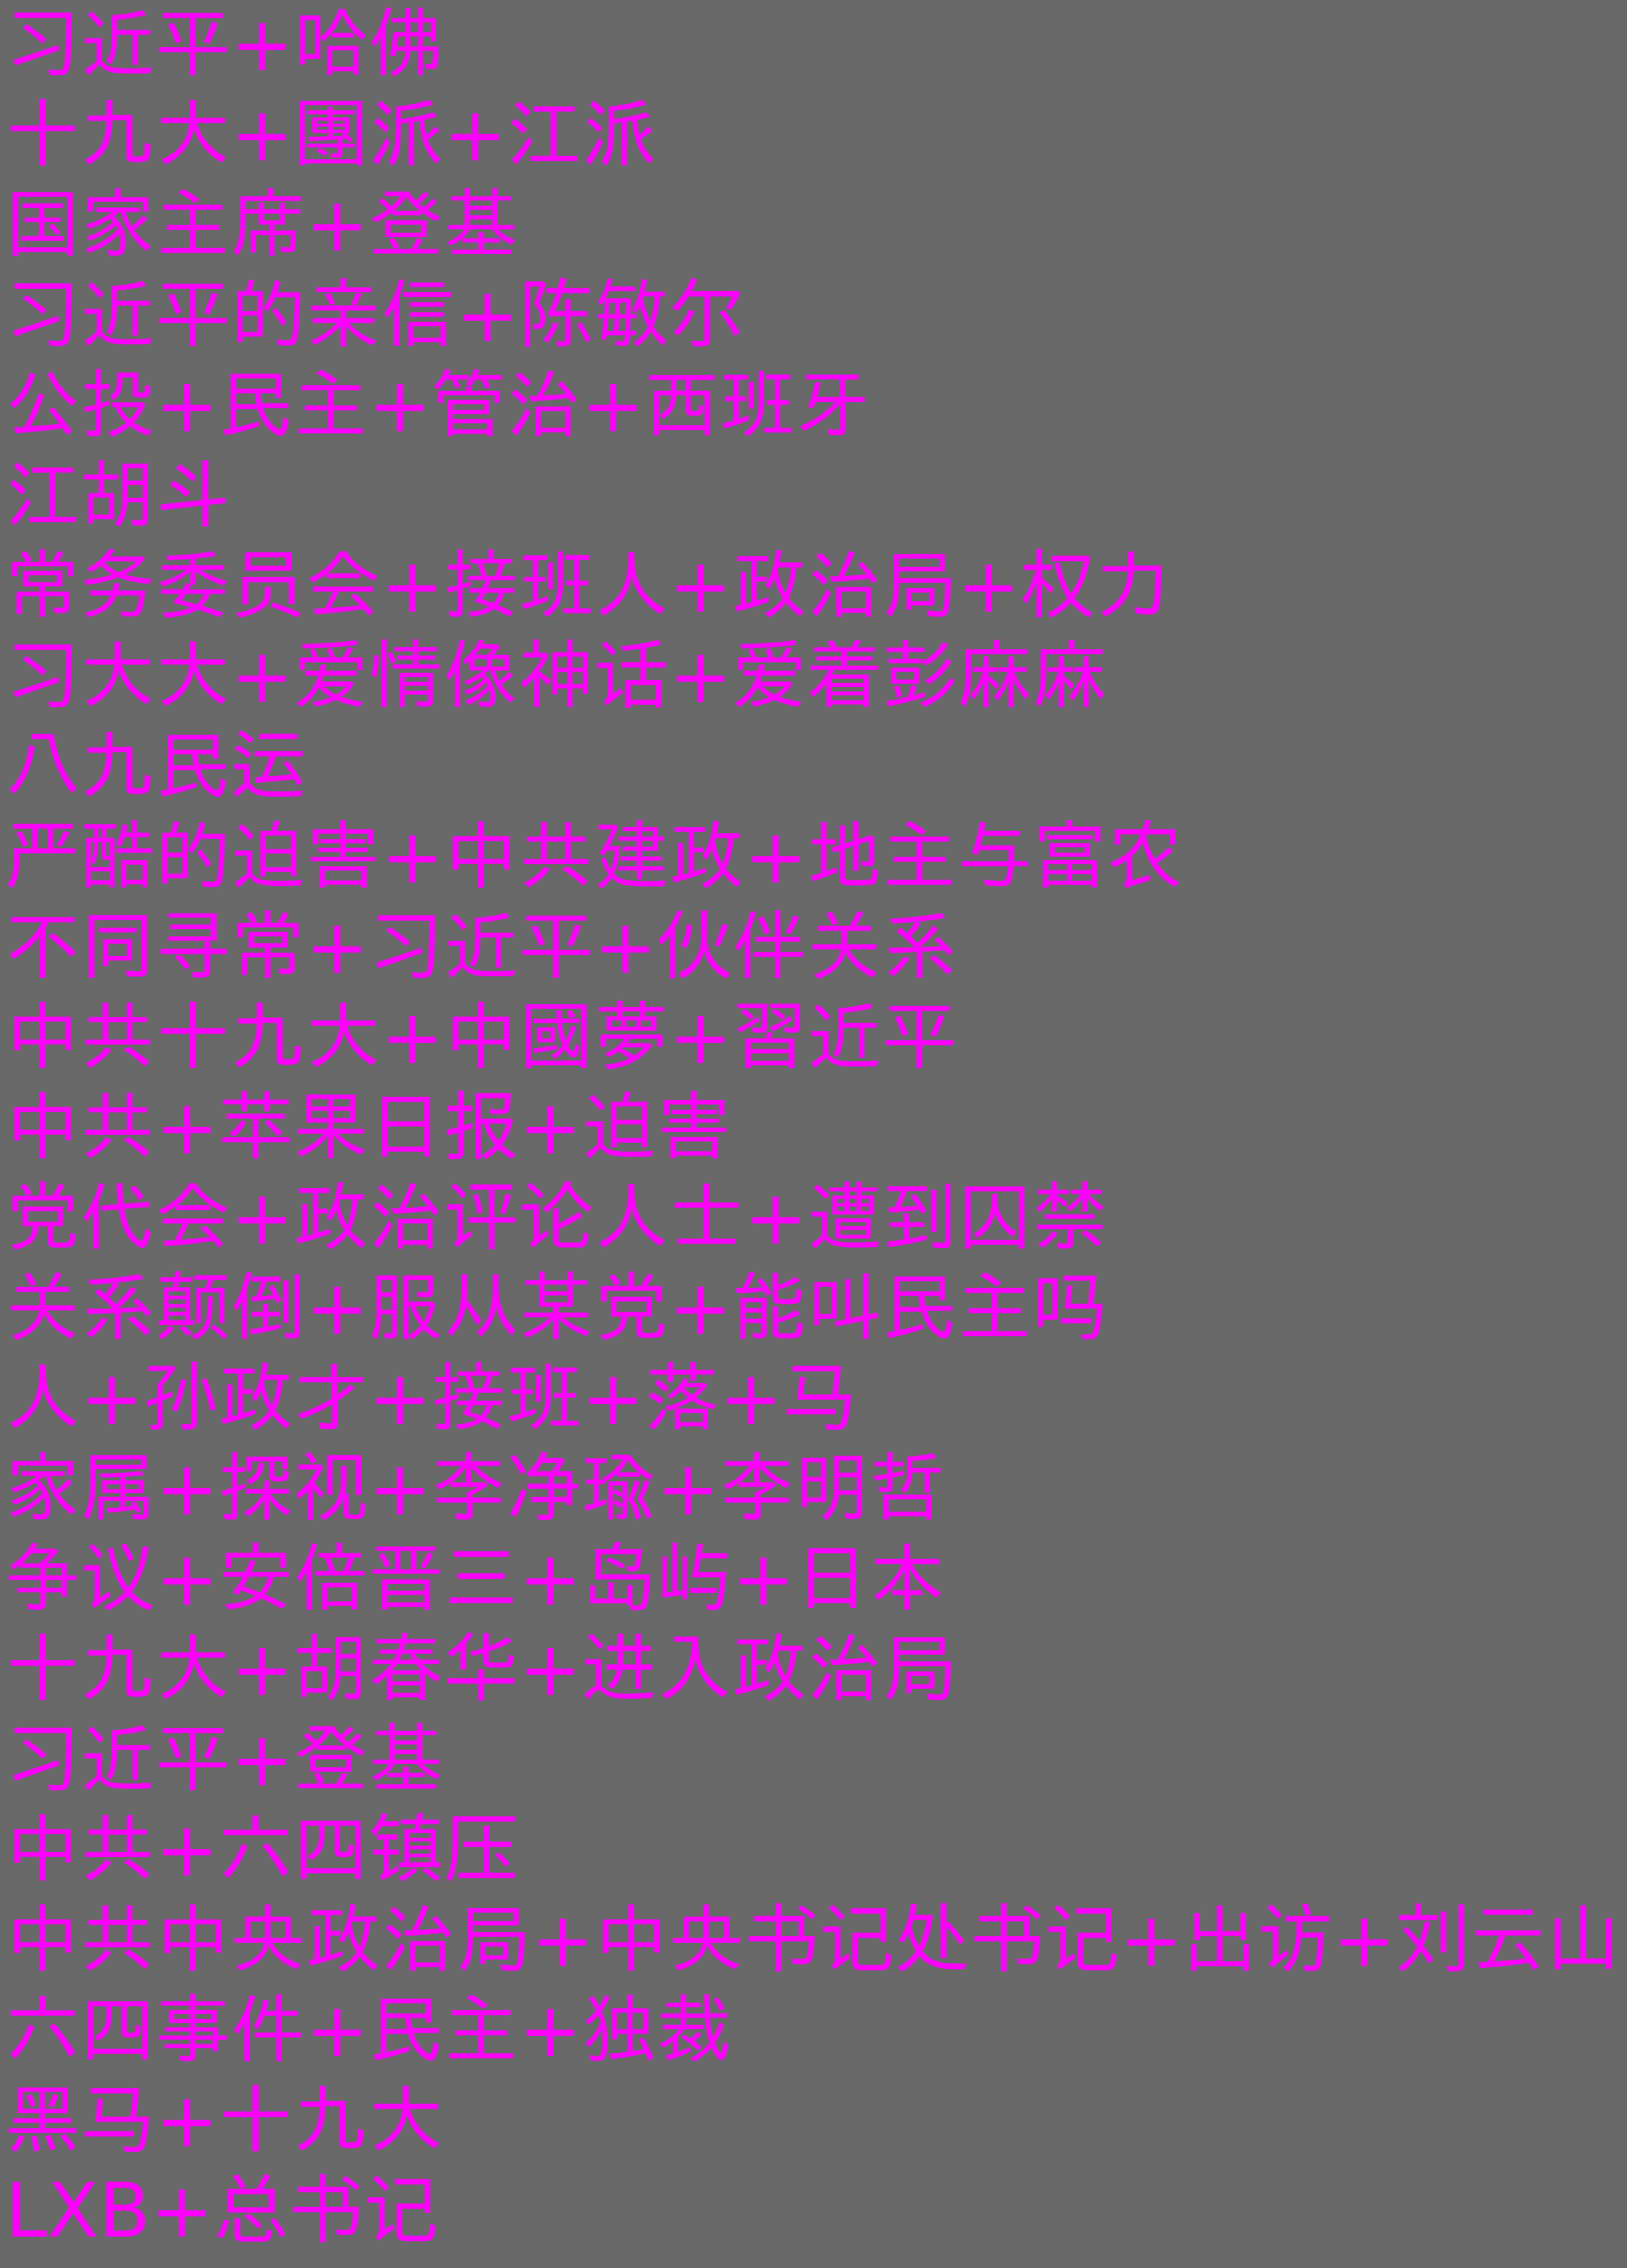 习近平+哈佛
十九大+團派+江派
国家主席+登基
习近平的亲信+陈敏尔
公投+民主+管治+西班牙
江胡斗
常务委员会+接班人+政治局+权力
习大大+爱情像神话+爱着彭麻麻
八九民运
严酷的迫害+中共建政+地主与富农
不同寻常+习近平+伙伴关系
中共十九大+中國夢+習近平
中共+苹果日报+迫害
党代会+政治评论人士+遭到囚禁
关系颠倒+服从某党+能叫民主吗
人+孙政才+接班+落+马
家属+探视+李净瑜+李明哲
争议+安倍晋三+岛屿+日本
十九大+胡春华+进入政治局
习近平+登基
中共+六四镇压
中共中央政治局+中央书记处书记+出访+刘云山
六四事件+民主+独裁
黑马+十九大
LXB+总书记